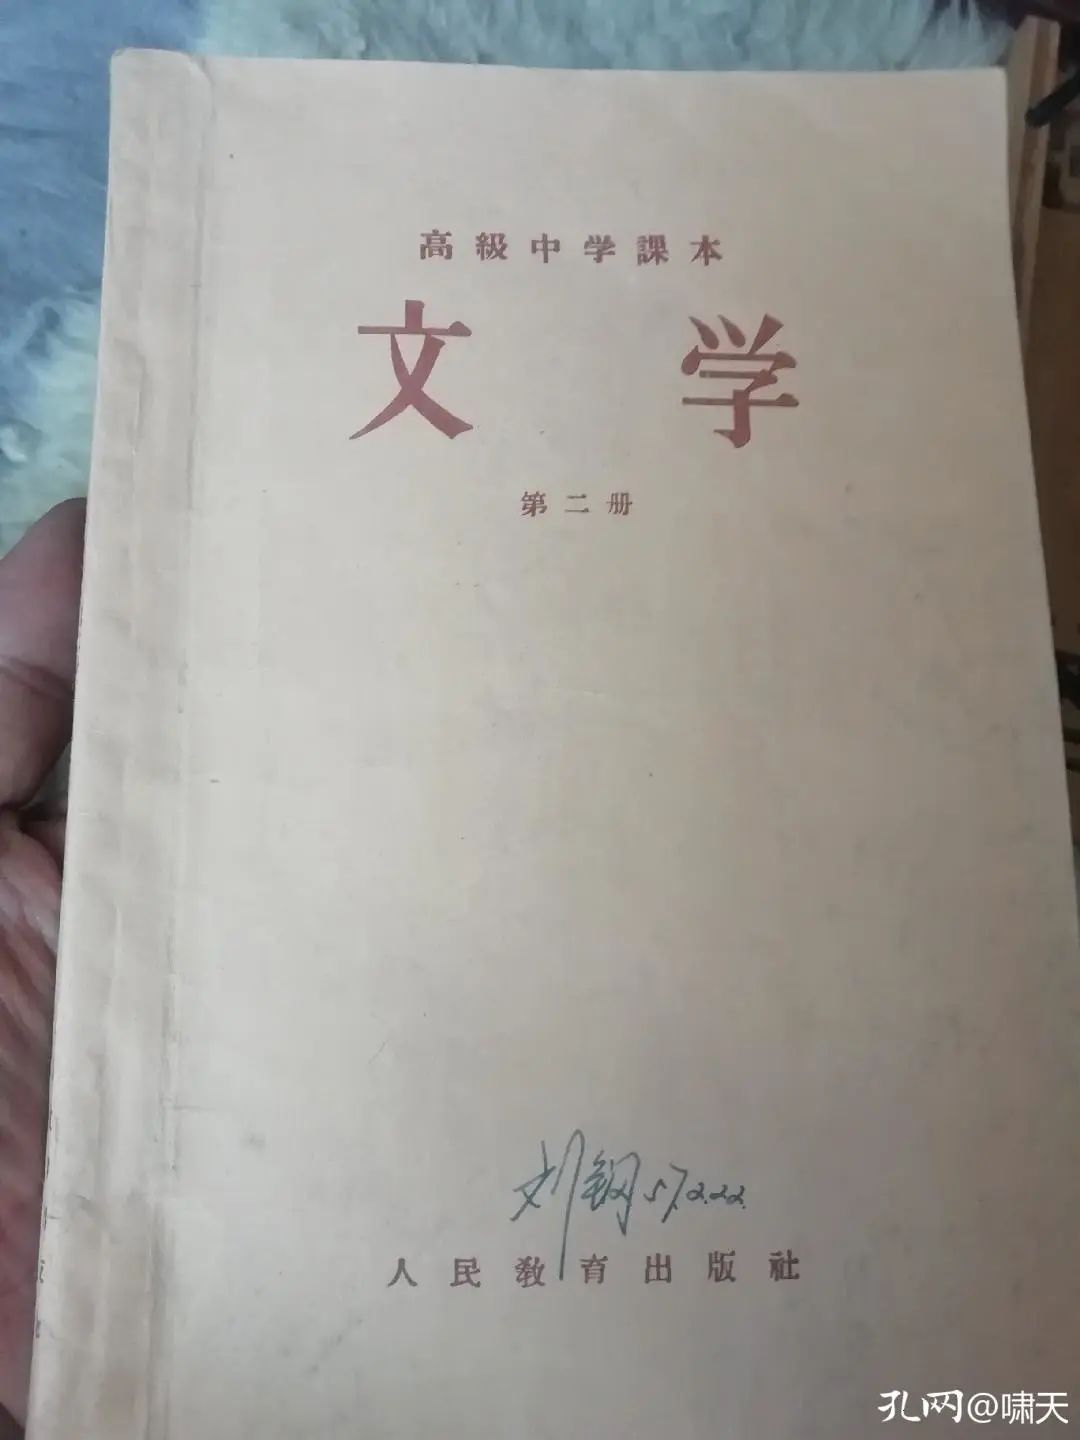 高級中学課本
文学
第二册
刘钢 57.2.22.
人民教育出版社
孔网@啸天